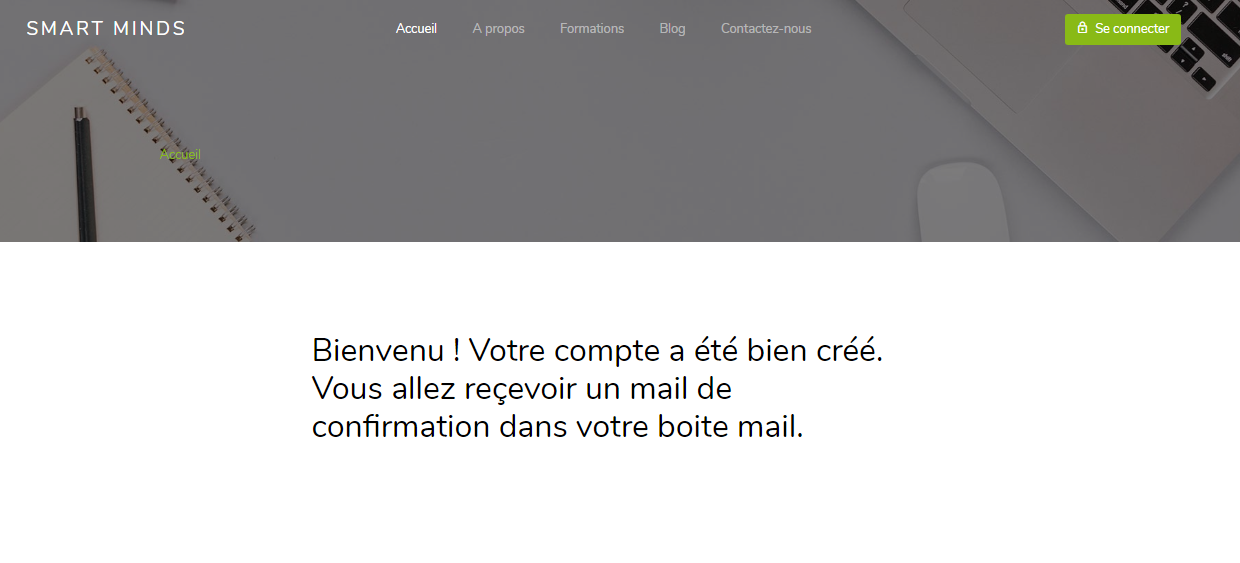 SMART MINDS
Accueil
A propos
Formations
Blog
Contactez-nous
Se connecter
Accueil
Bienvenu ! Votre compte a été bien créé.
Vous allez reçevoir un mail de
confirmation dans votre boite mail.